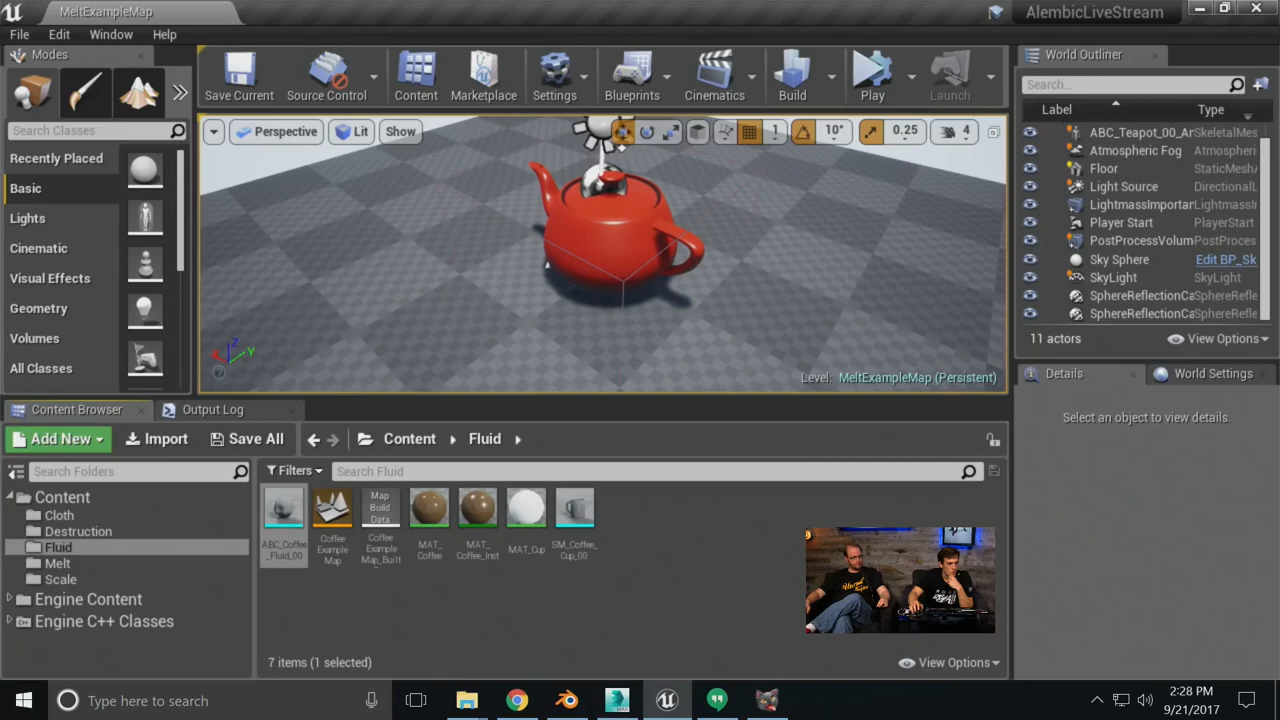 MeltExampleMap
AlembicLiveStream
File Edit Window Help
Modes
Save Current
Source Control
Content
Marketplace
Settings
Blueprints
Cinematics
Build
Play
Launch
World Outliner
Search...
Label Type
Search Classes
Recently Placed
Basic
Lights
Cinematic
Visual Effects
Geometry
Volumes
All Classes
Perspective
Lit
Show
1
10°
0.25
4
X
Z
Y
Level: MeltExampleMap (Persistent)
ABC_Teapot_00_Ar SkeletalMes
Atmospheric Fog Atmospheric
Floor StaticMeshA
Light Source DirectionalL
LightmassImportar LightmassIn
Player Start PlayerStart
PostProcessVolum PostProces
Sky Sphere Edit BP_Sk
SkyLight SkyLight
SphereReflectionCa SphereRefle
SphereReflectionCa SphereRefle
11 actors
View Options
Details
World Settings
Select an object to view details.
Content Browser
Output Log
Add New
Import
Save All
Content
Fluid
Search Folders
Filters
Search Fluid
Content
Cloth
Destruction
Fluid
Melt
Scale
Engine Content
Engine C++ Classes
ABC_Coffee
_Fluid_00
Coffee
Example
Map
Map
Build
Data
Coffee
Example
Map_Built
MAT_
Coffee
MAT_
Coffee_Inst
MAT_Cup
SM_Coffee_
Cup_00
7 items (1 selected)
View Options
Type here to search
2:28 PM
9/21/2017